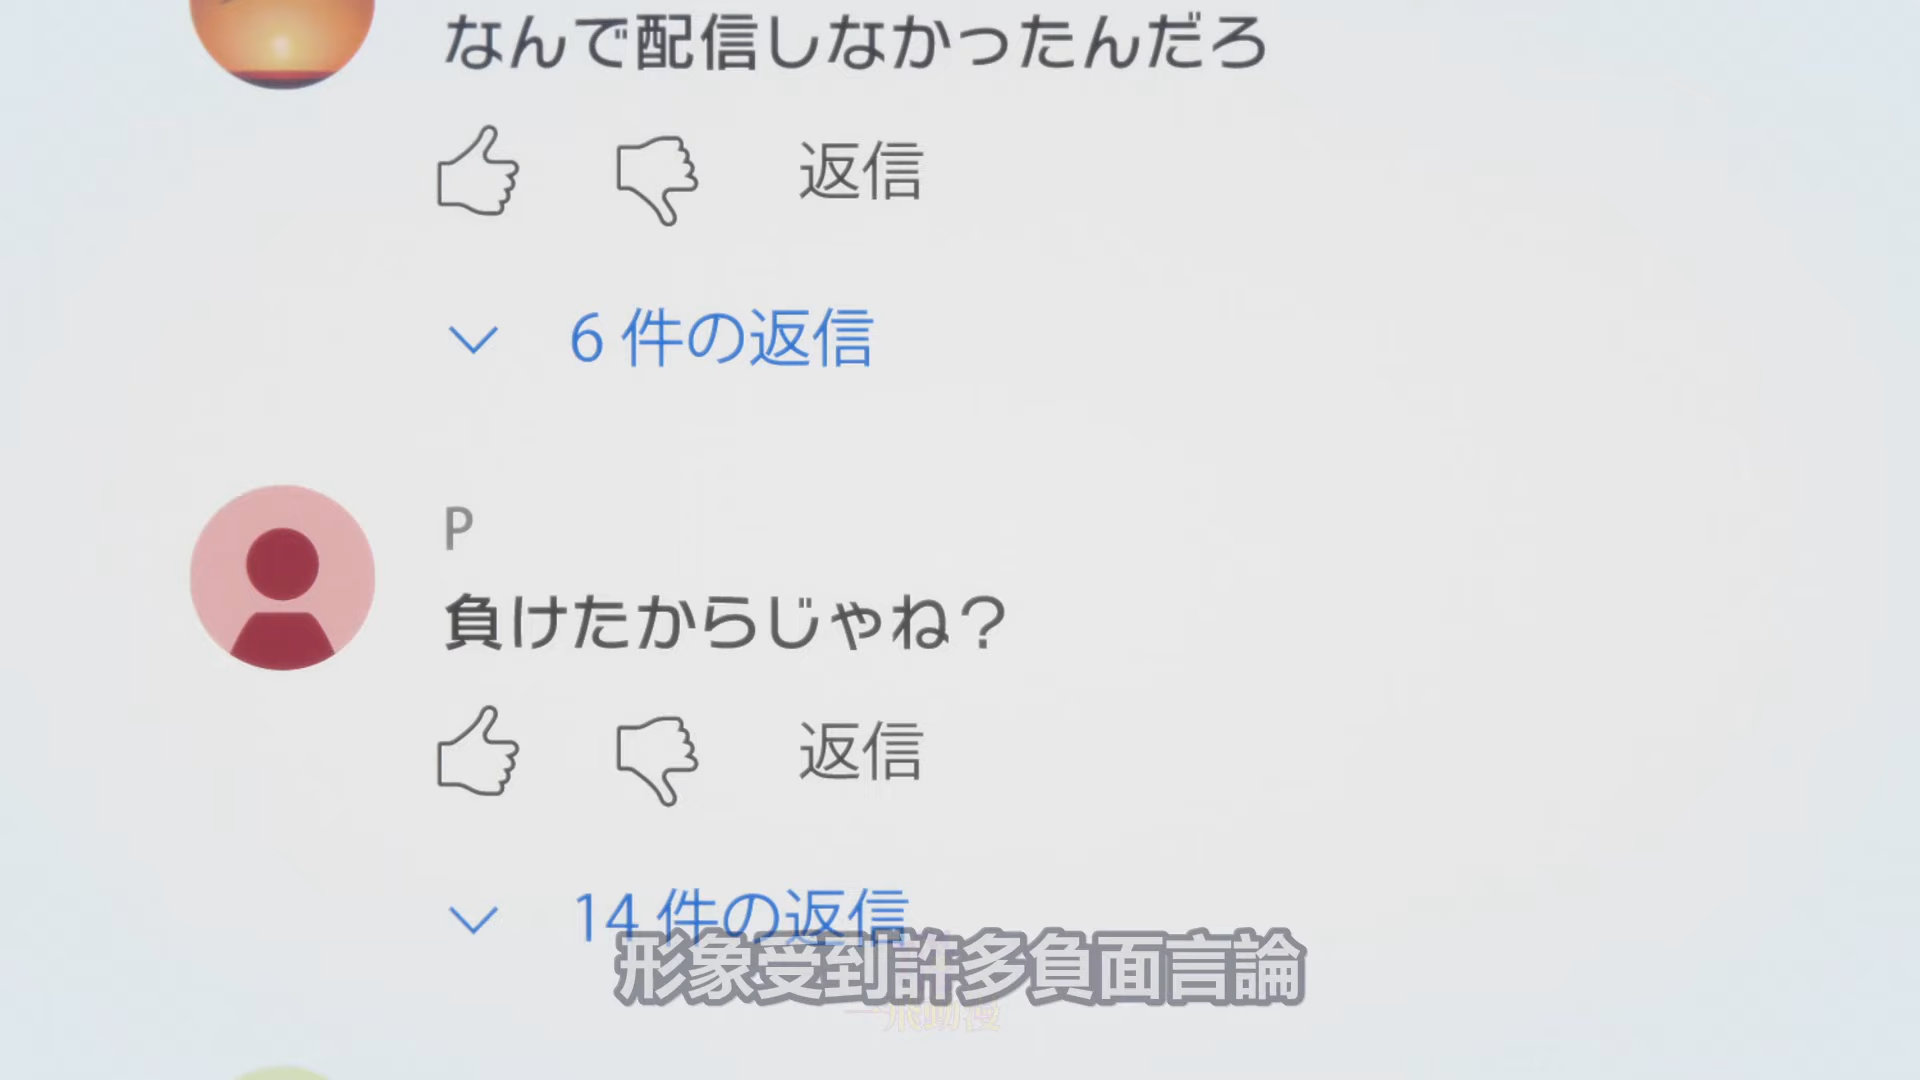 なんで配信しなかったんだろ
返信
6 件の返信
P
負けたからじゃね？
返信
14 件の返信
形象受到許多負面言論